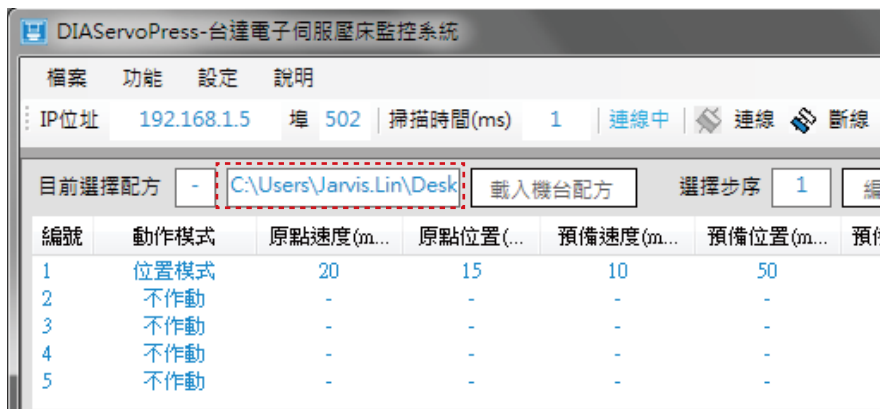 DIAServoPress-台達電子伺服壓床監控系統
檔案 功能 設定 說明
IP位址 192.168.1.5 埠 502 掃描時間(ms) 1 連線中 連線 斷線
目前選擇配方 - C:\Users\Jarvis.Lin\Desk 載入機台配方 選擇步序 1 編
編號 動作模式 原點速度(m... 原點位置(... 預備速度(m... 預備位置(m... 預備
1 位置模式 20 15 10 50
2 不作動 - - - -
3 不作動 - - - -
4 不作動 - - - -
5 不作動 - - - -